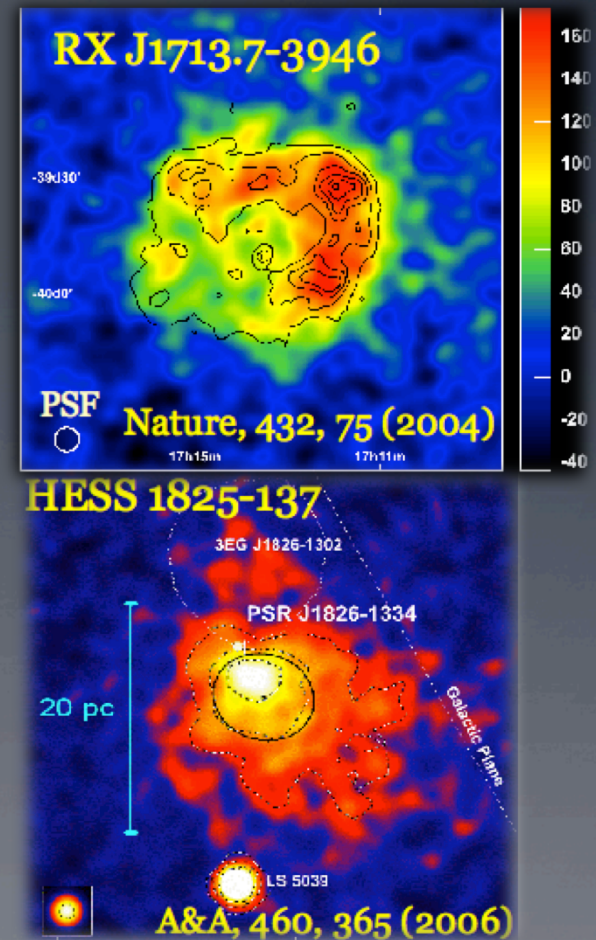 RX J1713.7-3946
160
140
120
100
80
60
40
20
0
-20
-40
-39d30'
-40d0'
PSF
Nature, 432, 75 (2004)
17h15m
17h11m
HESS 1825-137
3EG J1826-1302
PSR J1826-1334
20 pc
Galactic Plane
LS 5039
A&A, 460, 365 (2006)